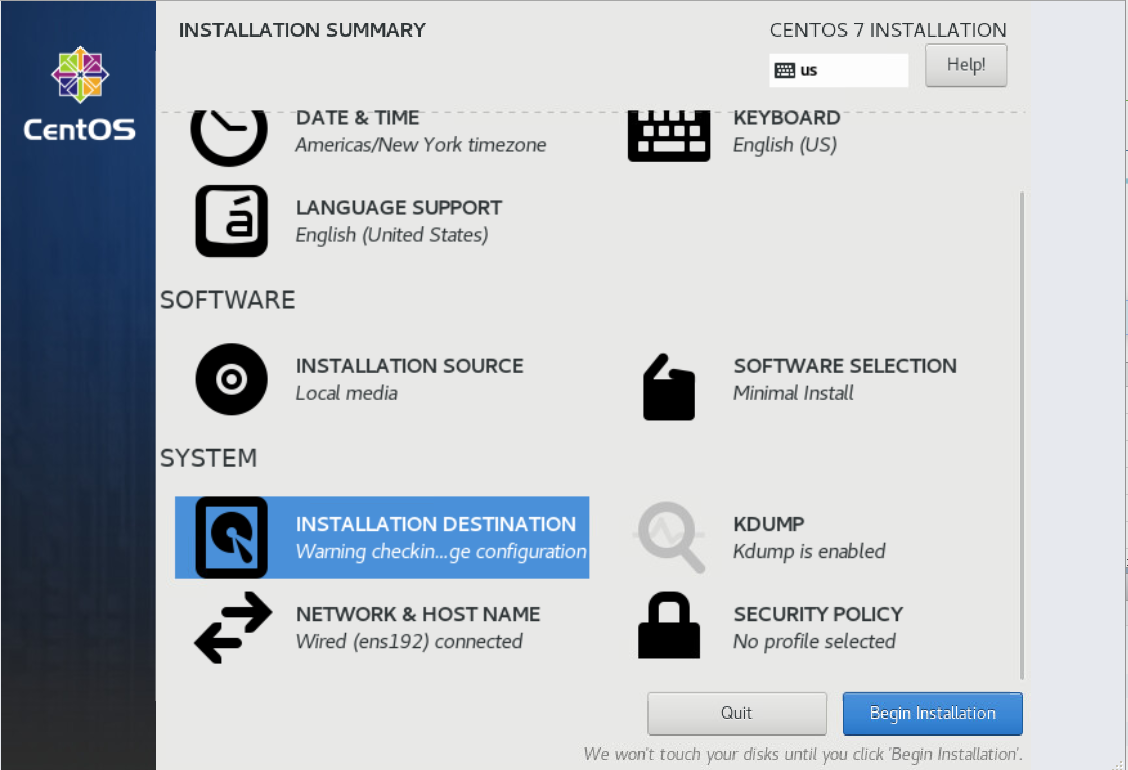 INSTALLATION SUMMARY
CENTOS 7 INSTALLATION
us
Help!
CentOS
DATE & TIME
Americas/New York timezone
KEYBOARD
English (US)
LANGUAGE SUPPORT
English (United States)
SOFTWARE
INSTALLATION SOURCE
Local media
SOFTWARE SELECTION
Minimal Install
SYSTEM
INSTALLATION DESTINATION
Warning checkin...ge configuration
KDUMP
Kdump is enabled
NETWORK & HOST NAME
Wired (ens192) connected
SECURITY POLICY
No profile selected
Quit
Begin Installation
We won't touch your disks until you click 'Begin Installation'.